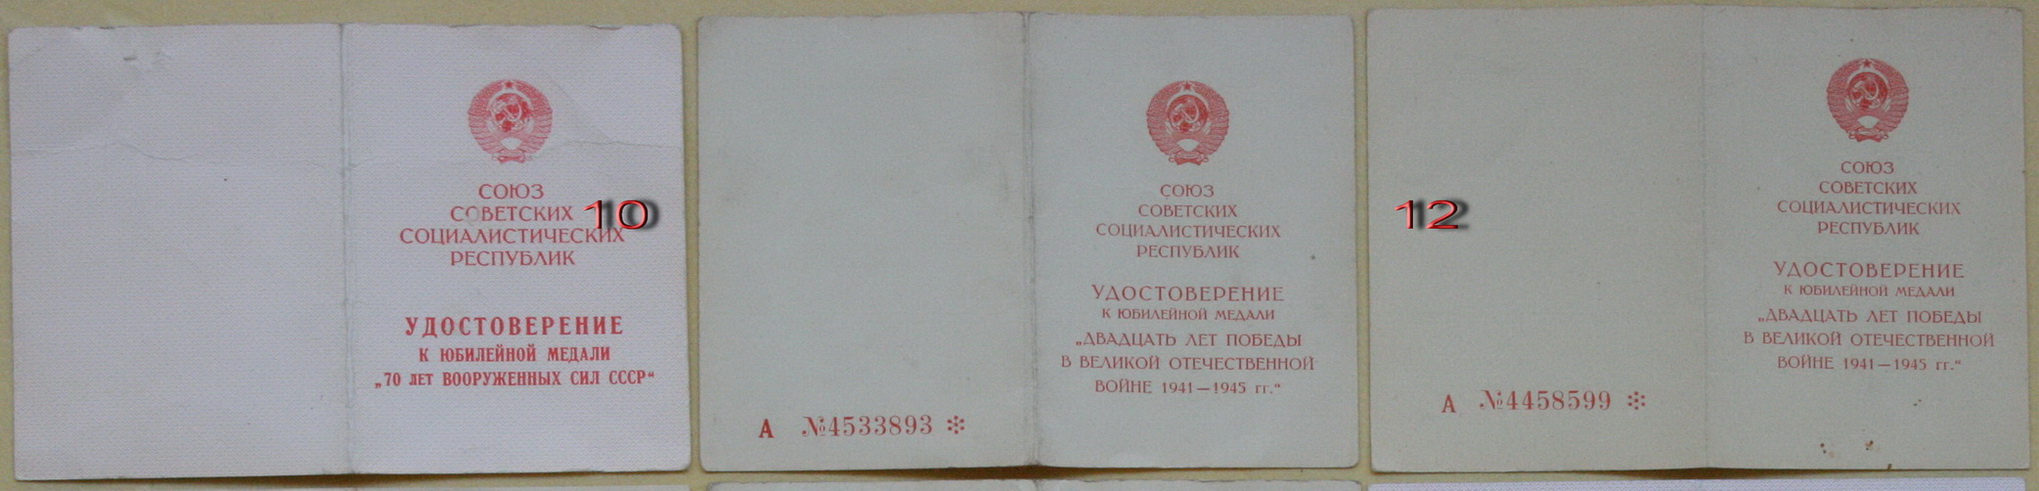 СОЮЗ
СОВЕТСКИХ
СОЦИАЛИСТИЧЕСКИХ
РЕСПУБЛИК
УДОСТОВЕРЕНИЕ
К ЮБИЛЕЙНОЙ МЕДАЛИ
„70 ЛЕТ ВООРУЖЕННЫХ СИЛ СССР“
10
СОЮЗ
СОВЕТСКИХ
СОЦИАЛИСТИЧЕСКИХ
РЕСПУБЛИК
УДОСТОВЕРЕНИЕ
К ЮБИЛЕЙНОЙ МЕДАЛИ
„ДВАДЦАТЬ ЛЕТ ПОБЕДЫ
В ВЕЛИКОЙ ОТЕЧЕСТВЕННОЙ
ВОЙНЕ 1941—1945 гг.“
А №4533893 *
12
СОЮЗ
СОВЕТСКИХ
СОЦИАЛИСТИЧЕСКИХ
РЕСПУБЛИК
УДОСТОВЕРЕНИЕ
К ЮБИЛЕЙНОЙ МЕДАЛИ
„ДВАДЦАТЬ ЛЕТ ПОБЕДЫ
В ВЕЛИКОЙ ОТЕЧЕСТВЕННОЙ
ВОЙНЕ 1941—1945 гг.“
А №4458599 *